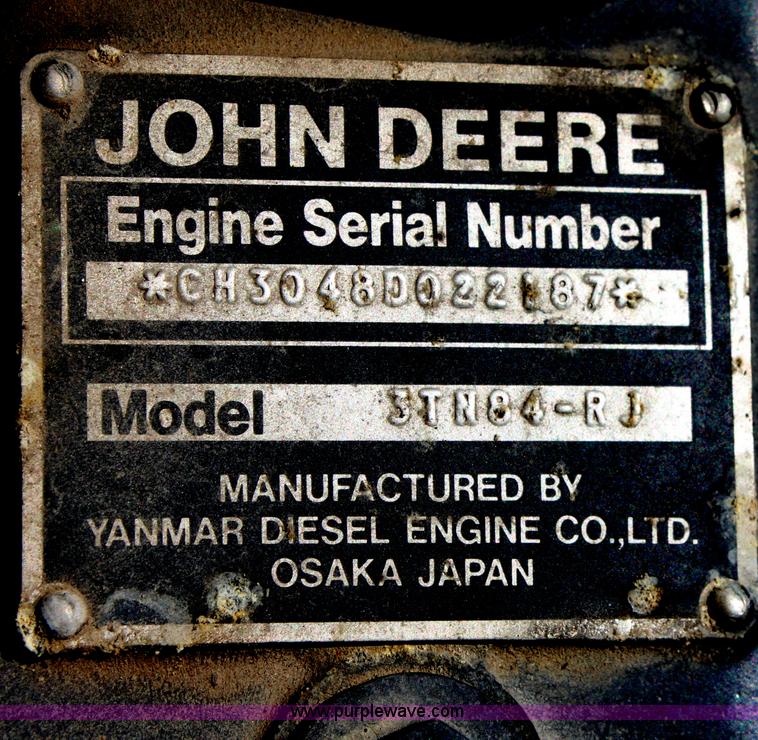 JOHN DEERE
Engine Serial Number
*CH3048D022187*
Model 3TN84-RJ
MANUFACTURED BY
YANMAR DIESEL ENGINE CO.,LTD.
OSAKA JAPAN
www.purplewave.com